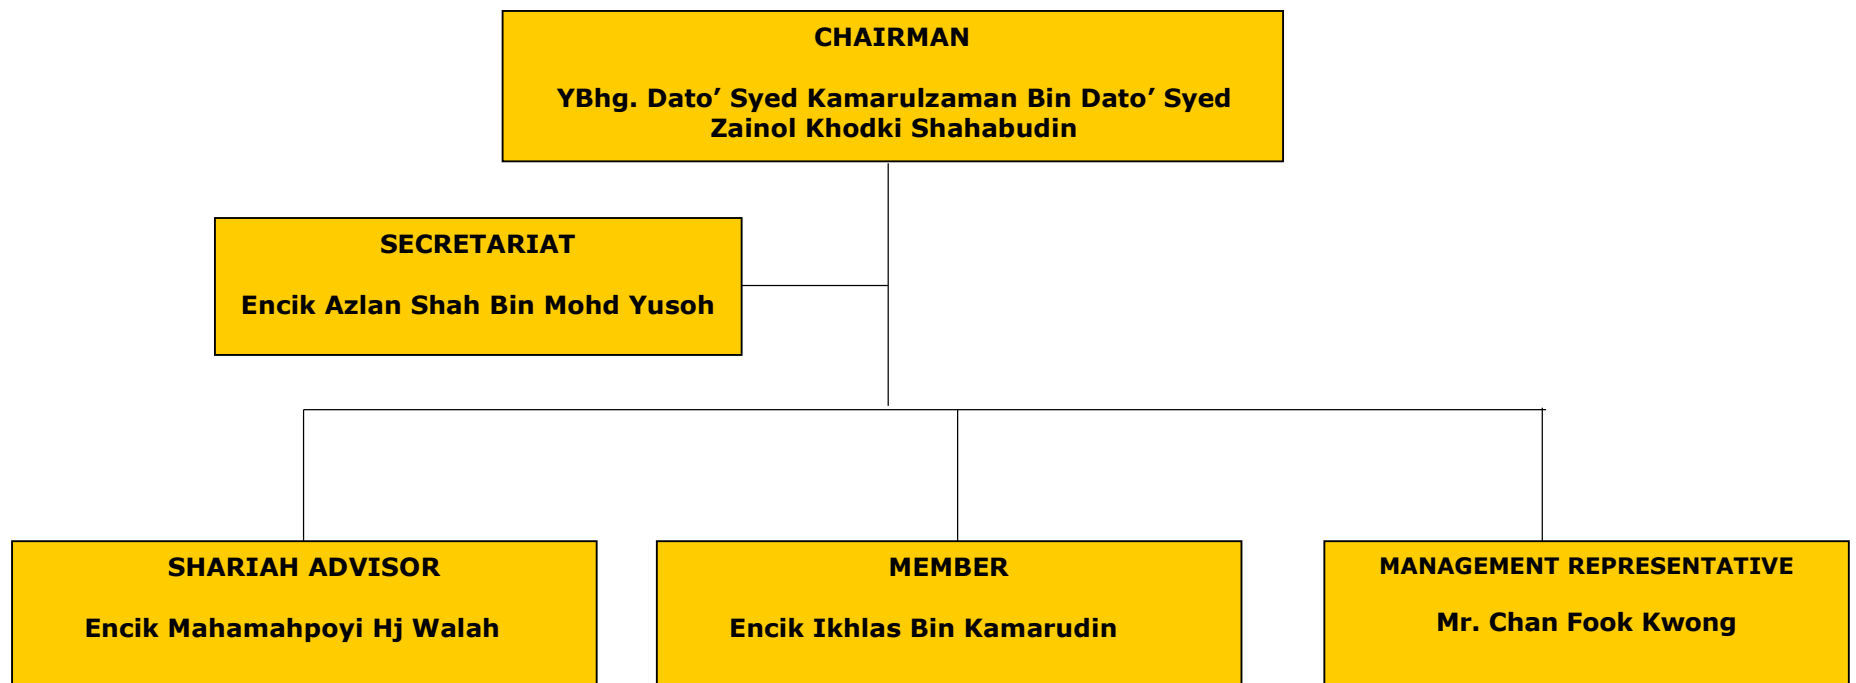 CHAIRMAN
YBhg. Dato’ Syed Kamarulzaman Bin Dato’ Syed
Zainol Khodki Shahabudin
SECRETARIAT
Encik Azlan Shah Bin Mohd Yusoh
SHARIAH ADVISOR
Encik Mahamahpoyi Hj Walah
MEMBER
Encik Ikhlas Bin Kamarudin
MANAGEMENT REPRESENTATIVE
Mr. Chan Fook Kwong